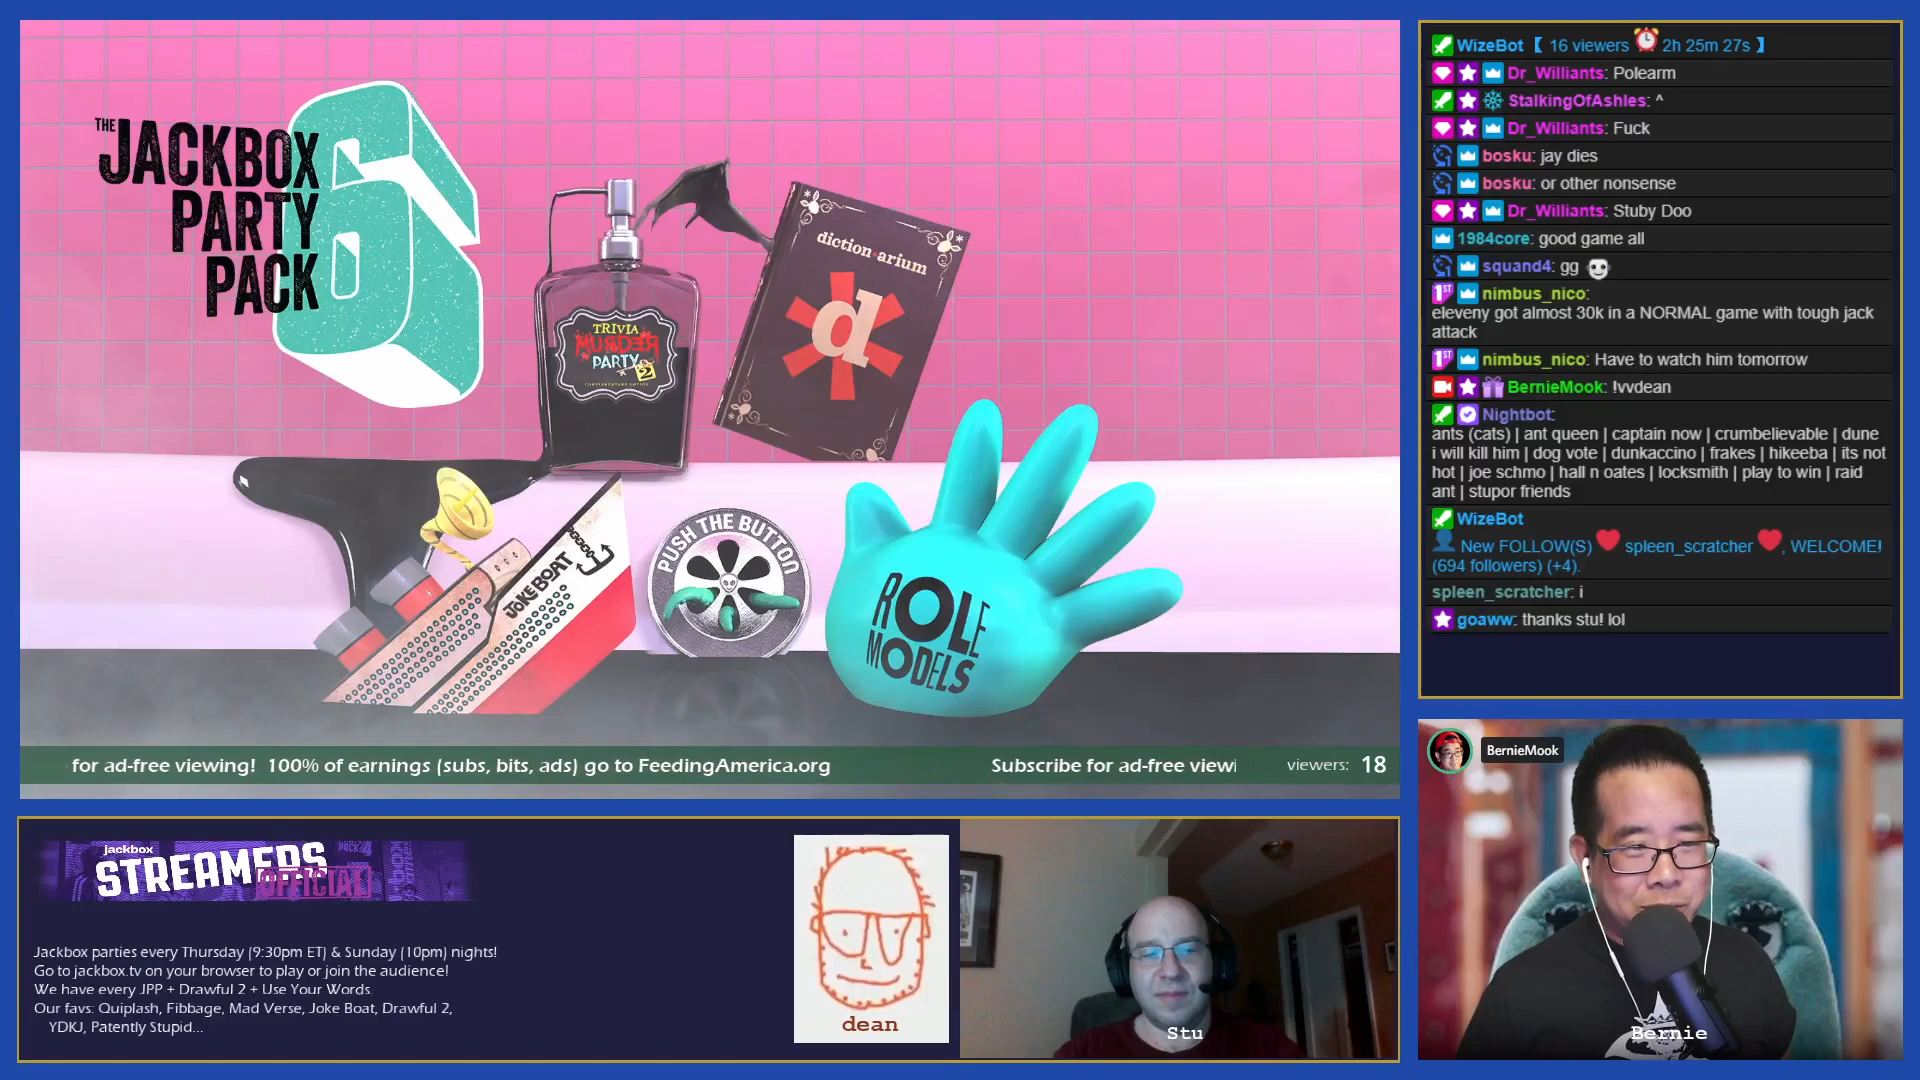 THE
JACKBOX
PARTY
PACK
6
TRIVIA
MURDER
PARTY
2
diction·arium
d
JOKE BOAT
PUSH THE BUTTON
ROLE
MODELS
for ad-free viewing!  100% of earnings (subs, bits, ads) go to FeedingAmerica.org
Subscribe for ad-free viewi
viewers: 18
jackbox
STREAMERS
OFFICIAL
Jackbox parties every Thursday (9:30pm ET) & Sunday (10pm) nights!
Go to jackbox.tv on your browser to play or join the audience!
We have every JPP + Drawful 2 + Use Your Words.
Our favs: Quiplash, Fibbage, Mad Verse, Joke Boat, Drawful 2,
YDKJ, Patently Stupid...
dean
Stu
WizeBot 【 16 viewers 2h 25m 27s 】
Dr_Williants: Polearm
StalkingOfAshles: ^
Dr_Williants: Fuck
bosku: jay dies
bosku: or other nonsense
Dr_Williants: Stuby Doo
1984core: good game all
squand4: gg
1ST nimbus_nico:
eleveny got almost 30k in a NORMAL game with tough jack
attack
1ST nimbus_nico: Have to watch him tomorrow
BernieMook: !vvdean
Nightbot:
ants (cats) | ant queen | captain now | crumbelievable | dune
i will kill him | dog vote | dunkaccino | frakes | hikeeba | its not
hot | joe schmo | hall n oates | locksmith | play to win | raid
ant | stupor friends
WizeBot
New FOLLOW(S) spleen_scratcher , WELCOME!
(694 followers) (+4).
spleen_scratcher: i
goaww: thanks stu! lol
BernieMook
Bernie